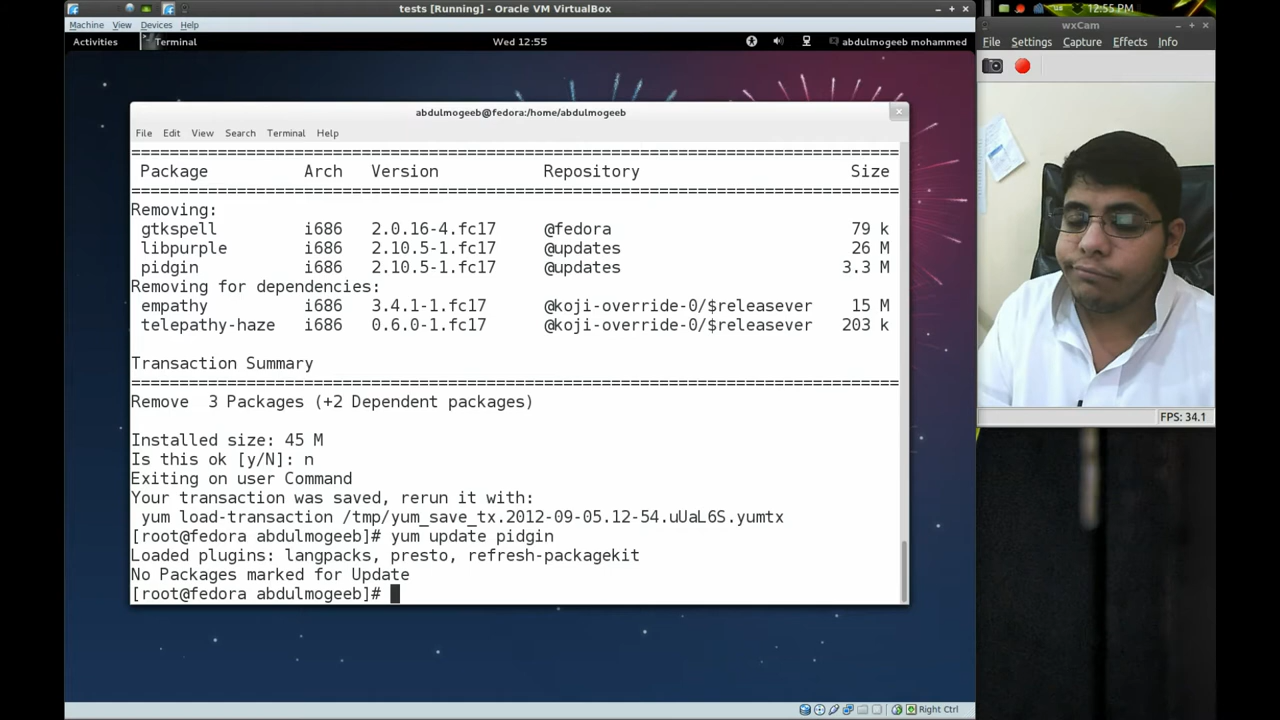 tests [Running] - Oracle VM VirtualBox
12:55 PM
Machine View Devices Help
wxCam
Activities Terminal Wed 12:55 abdulmogeeb mohammed
File Settings Capture Effects Info
abdulmogeeb@fedora:/home/abdulmogeeb
File Edit View Search Terminal Help
================================================================================
Package Arch Version Repository Size
================================================================================
Removing:
gtkspell i686 2.0.16-4.fc17 @fedora 79 k
libpurple i686 2.10.5-1.fc17 @updates 26 M
pidgin i686 2.10.5-1.fc17 @updates 3.3 M
Removing for dependencies:
empathy i686 3.4.1-1.fc17 @koji-override-0/$releasever 15 M
telepathy-haze i686 0.6.0-1.fc17 @koji-override-0/$releasever 203 k
Transaction Summary
================================================================================
Remove 3 Packages (+2 Dependent packages)
Installed size: 45 M
Is this ok [y/N]: n
Exiting on user Command
Your transaction was saved, rerun it with:
yum load-transaction /tmp/yum_save_tx.2012-09-05.12-54.uUaL6S.yumtx
[root@fedora abdulmogeeb]# yum update pidgin
Loaded plugins: langpacks, presto, refresh-packagekit
No Packages marked for Update
[root@fedora abdulmogeeb]#
FPS: 34.1
Right Ctrl